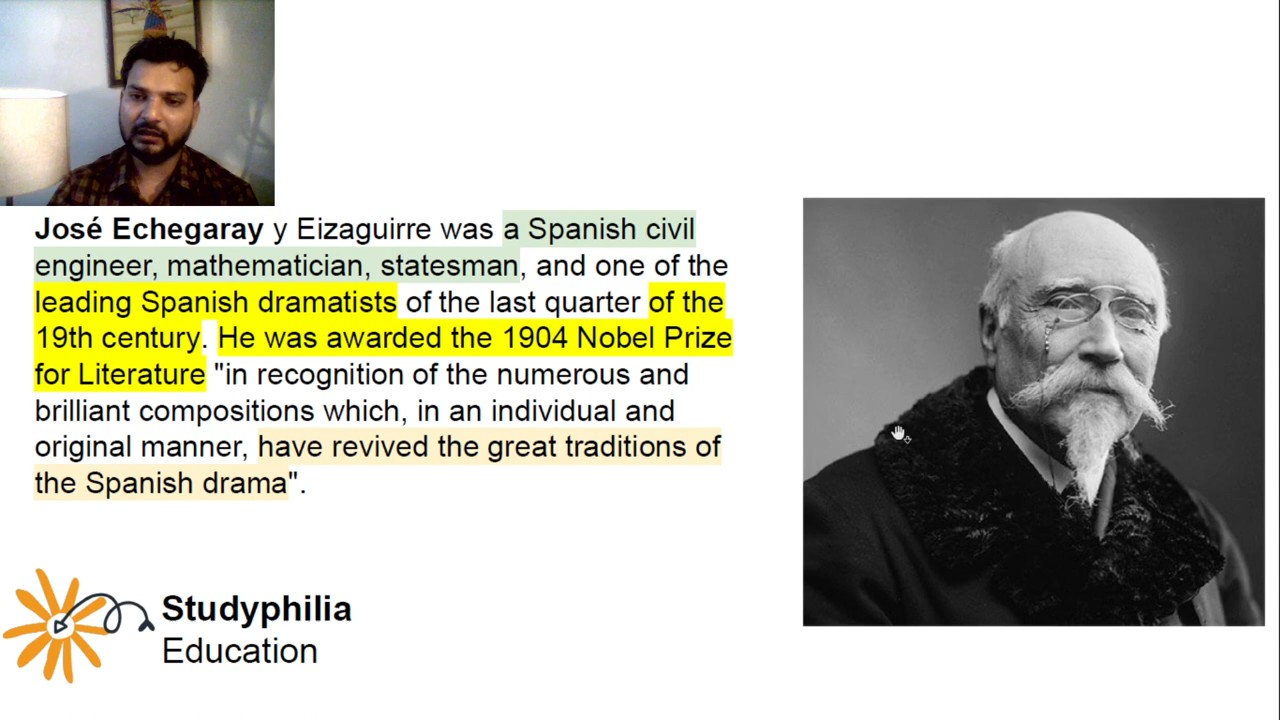 José Echegaray y Eizaguirre was a Spanish civil
engineer, mathematician, statesman, and one of the
leading Spanish dramatists of the last quarter of the
19th century. He was awarded the 1904 Nobel Prize
for Literature "in recognition of the numerous and
brilliant compositions which, in an individual and
original manner, have revived the great traditions of
the Spanish drama".
Studyphilia
Education